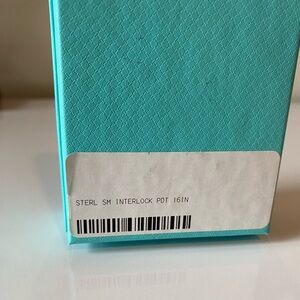 STERL SM INTERLOCK PDT 16IN